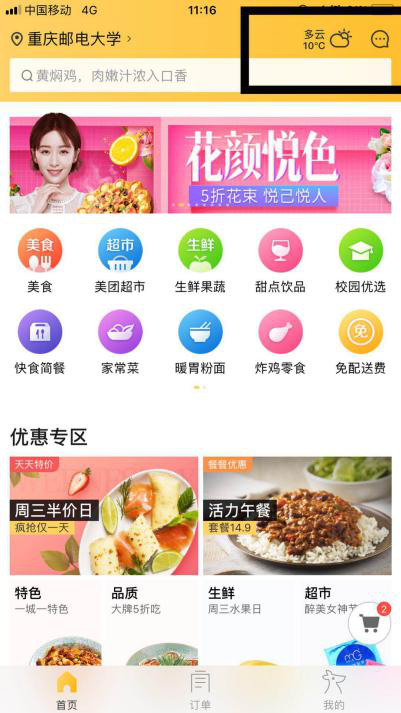 中国移动 4G 11:16
重庆邮电大学
多云
10°C
黄焖鸡，肉嫩汁浓入口香
花颜悦色
5折花束 悦己悦人
美食 超市 生鲜
美食 美团超市 生鲜果蔬 甜点饮品 校园优选
免
快食简餐 家常菜 暖胃粉面 炸鸡零食 免配送费
优惠专区
天天特价
周三半价日
疯抢仅一天
餐餐优惠
活力午餐
套餐14.9
特色 品质 生鲜 超市
一城一特色 大牌5折吃 周三水果日 醉美女神节
2
首页 订单 我的